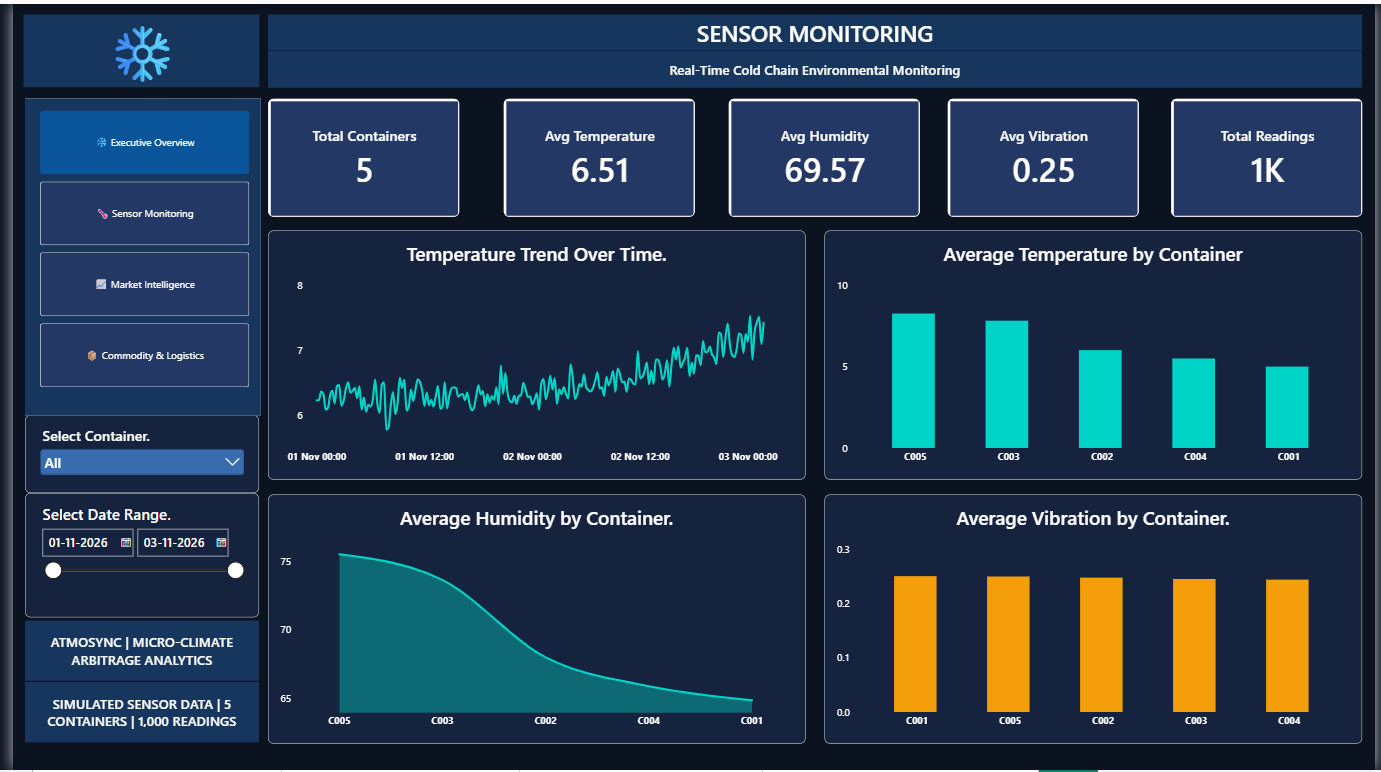 SENSOR MONITORING
Real-Time Cold Chain Environmental Monitoring
Executive Overview
Sensor Monitoring
Market Intelligence
Commodity & Logistics
Select Container.
All
Select Date Range.
01-11-2026
03-11-2026
ATMOSYNC | MICRO-CLIMATE
ARBITRAGE ANALYTICS
SIMULATED SENSOR DATA | 5
CONTAINERS | 1,000 READINGS
Total Containers
5
Avg Temperature
6.51
Avg Humidity
69.57
Avg Vibration
0.25
Total Readings
1K
Temperature Trend Over Time.
8
7
6
01 Nov 00:00 01 Nov 12:00 02 Nov 00:00 02 Nov 12:00 03 Nov 00:00
Average Temperature by Container
10
5
0
C005 C003 C002 C004 C001
Average Humidity by Container.
75
70
65
C005 C003 C002 C004 C001
Average Vibration by Container.
0.3
0.2
0.1
0.0
C001 C005 C002 C003 C004